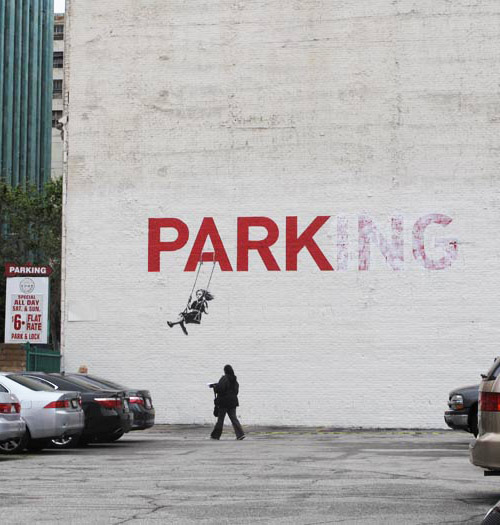 PARKING
PARKING
SPECIAL
ALL DAY
SAT. & SUN.
$6 FLAT
RATE
PARK & LOCK